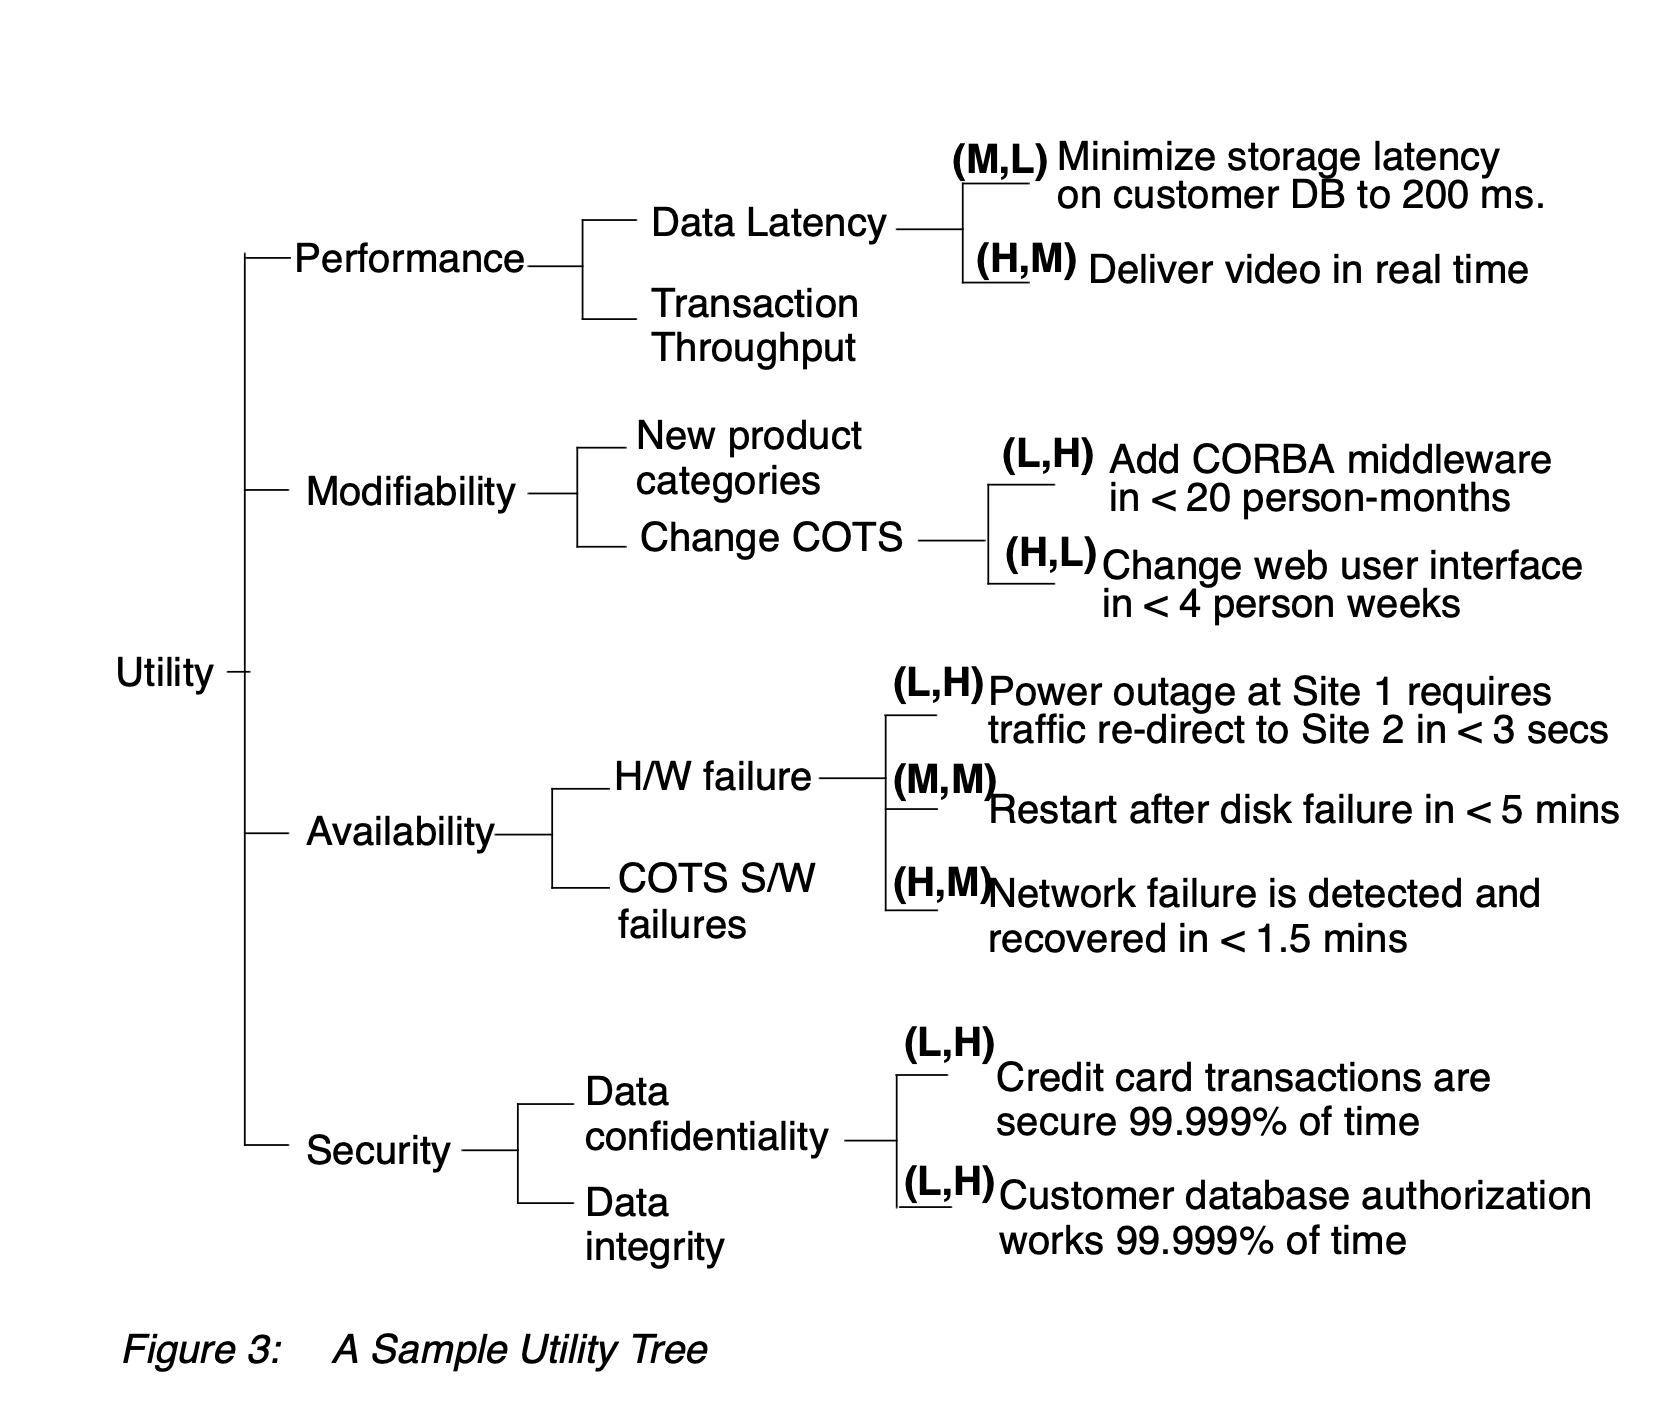 (M,L) Minimize storage latency
on customer DB to 200 ms.
Data Latency
(H,M) Deliver video in real time
Performance
Transaction
Throughput
New product
categories
(L,H) Add CORBA middleware
in < 20 person-months
Modifiability
Change COTS
(H,L) Change web user interface
in < 4 person weeks
Utility
(L,H) Power outage at Site 1 requires
traffic re-direct to Site 2 in < 3 secs
H/W failure
(M,M) Restart after disk failure in < 5 mins
Availability
COTS S/W
failures
(H,M) Network failure is detected and
recovered in < 1.5 mins
(L,H) Credit card transactions are
secure 99.999% of time
Data
confidentiality
Security
(L,H) Customer database authorization
works 99.999% of time
Data
integrity
Figure 3: A Sample Utility Tree